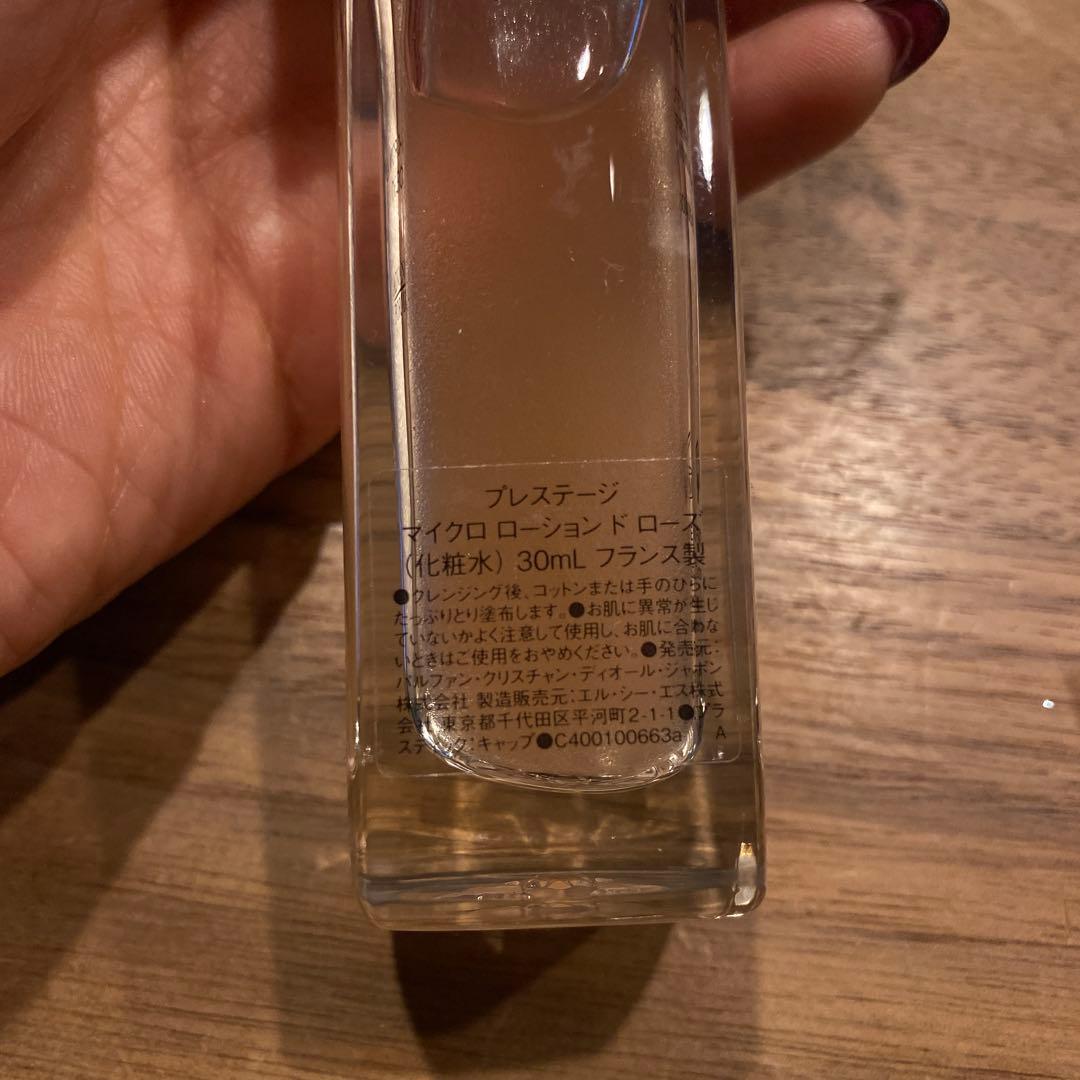 プレステージ
マイクロ ローション ド ローズ
(化粧水) 30mL フランス製
●クレンジング後、コットンまたは手のひらに
たっぷりとり塗布します。●お肌に異常が生じ
ていないかよく注意して使用し、お肌に合わな
いときはご使用をおやめください。●発売元:
パルファン・クリスチャン・ディオール・ジャポン
株式会社 製造販売元:エル・シー・エス株式
会社 東京都千代田区平河町2-1-1●プラ
スチック:キャップ●C400100663a A